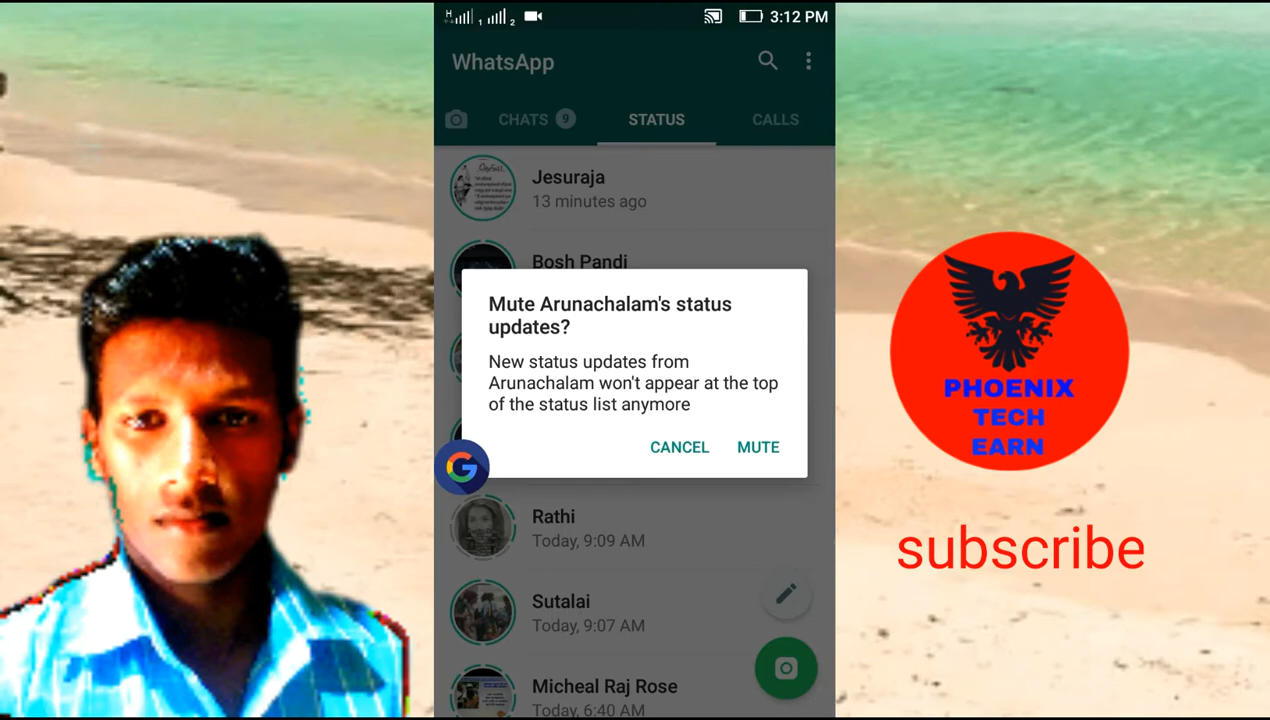 H 1 2 3:12 PM
WhatsApp
CHATS 9 STATUS CALLS
Jesuraja
13 minutes ago
Bosh Pandi
Mute Arunachalam's status
updates?
New status updates from
Arunachalam won't appear at the top
of the status list anymore
CANCEL MUTE
Rathi
Today, 9:09 AM
Sutalai
Today, 9:07 AM
Micheal Raj Rose
Today, 6:40 AM
PHOENIX
TECH
EARN
subscribe